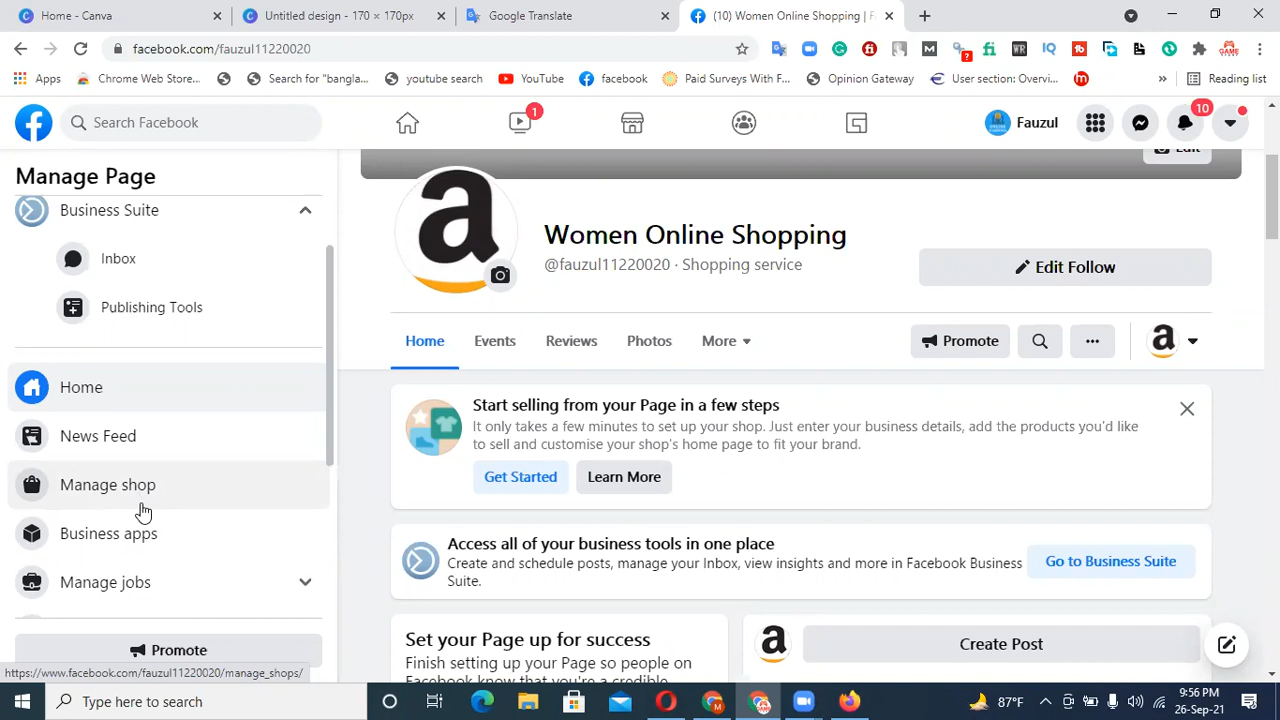 Home - Canva
Untitled design - 170 × 170px
Google Translate
(10) Women Online Shopping | F
facebook.com/fauzul11220020
Apps
Chrome Web Store...
Search for "bangla...
youtube search
YouTube
facebook
Paid Surveys With F...
Opinion Gateway
User section: Overvi...
»
Reading list
Search Facebook
1
Fauzul
10
Manage Page
Business Suite
Inbox
Publishing Tools
Home
News Feed
Manage shop
Business apps
Manage jobs
Promote
https://www.facebook.com/fauzul11220020/manage_shops/
Edit
a
Women Online Shopping
@fauzul11220020 · Shopping service
Edit Follow
Home
Events
Reviews
Photos
More
Promote
a
Start selling from your Page in a few steps
It only takes a few minutes to set up your shop. Just enter your business details, add the products you'd like
to sell and customise your shop's home page to fit your brand.
Get Started
Learn More
Access all of your business tools in one place
Create and schedule posts, manage your Inbox, view insights and more in Facebook Business
Suite.
Go to Business Suite
Set your Page up for success
Finish setting up your Page so people on
Facebook know that you're a credible
a
Create Post
Type here to search
87°F
9:56 PM
26-Sep-21